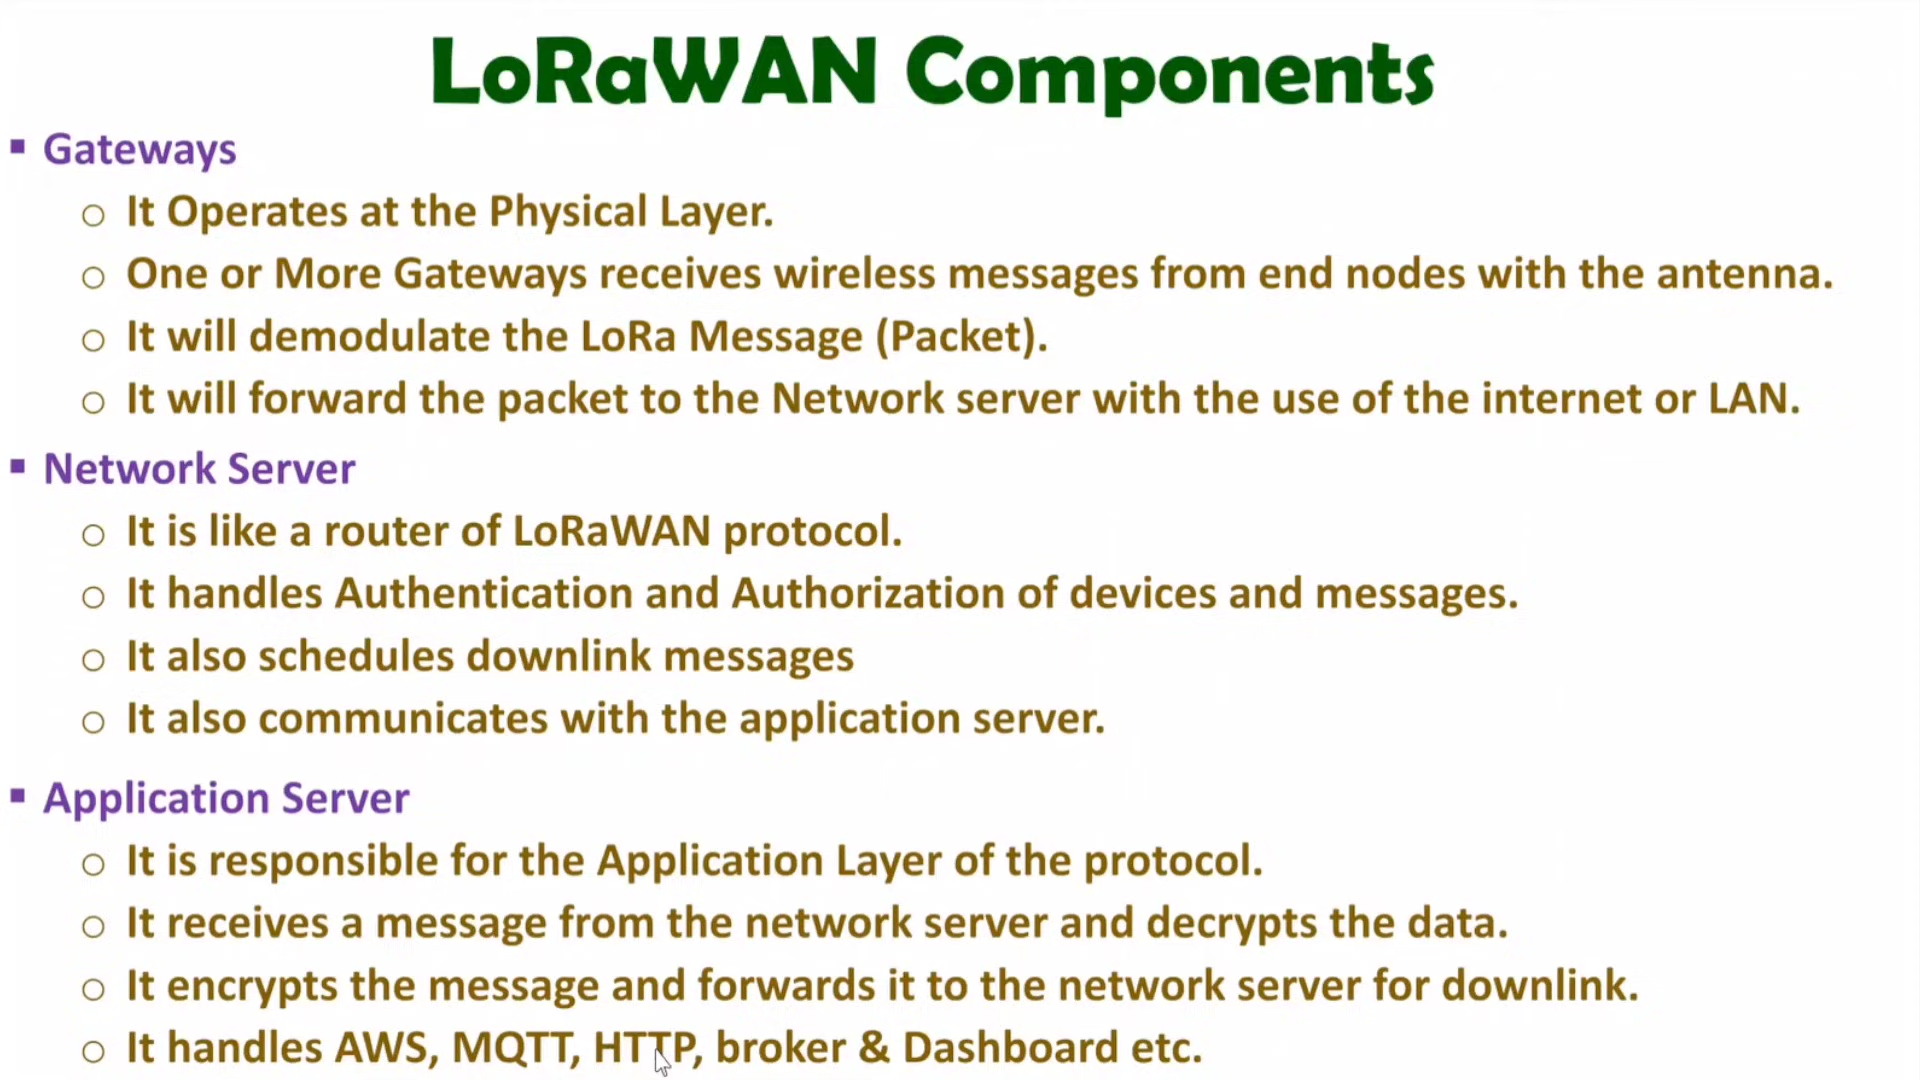 LoRaWAN Components
▪ Gateways
○ It Operates at the Physical Layer.
○ One or More Gateways receives wireless messages from end nodes with the antenna.
○ It will demodulate the LoRa Message (Packet).
○ It will forward the packet to the Network server with the use of the internet or LAN.
▪ Network Server
○ It is like a router of LoRaWAN protocol.
○ It handles Authentication and Authorization of devices and messages.
○ It also schedules downlink messages
○ It also communicates with the application server.
▪ Application Server
○ It is responsible for the Application Layer of the protocol.
○ It receives a message from the network server and decrypts the data.
○ It encrypts the message and forwards it to the network server for downlink.
○ It handles AWS, MQTT, HTTP, broker & Dashboard etc.